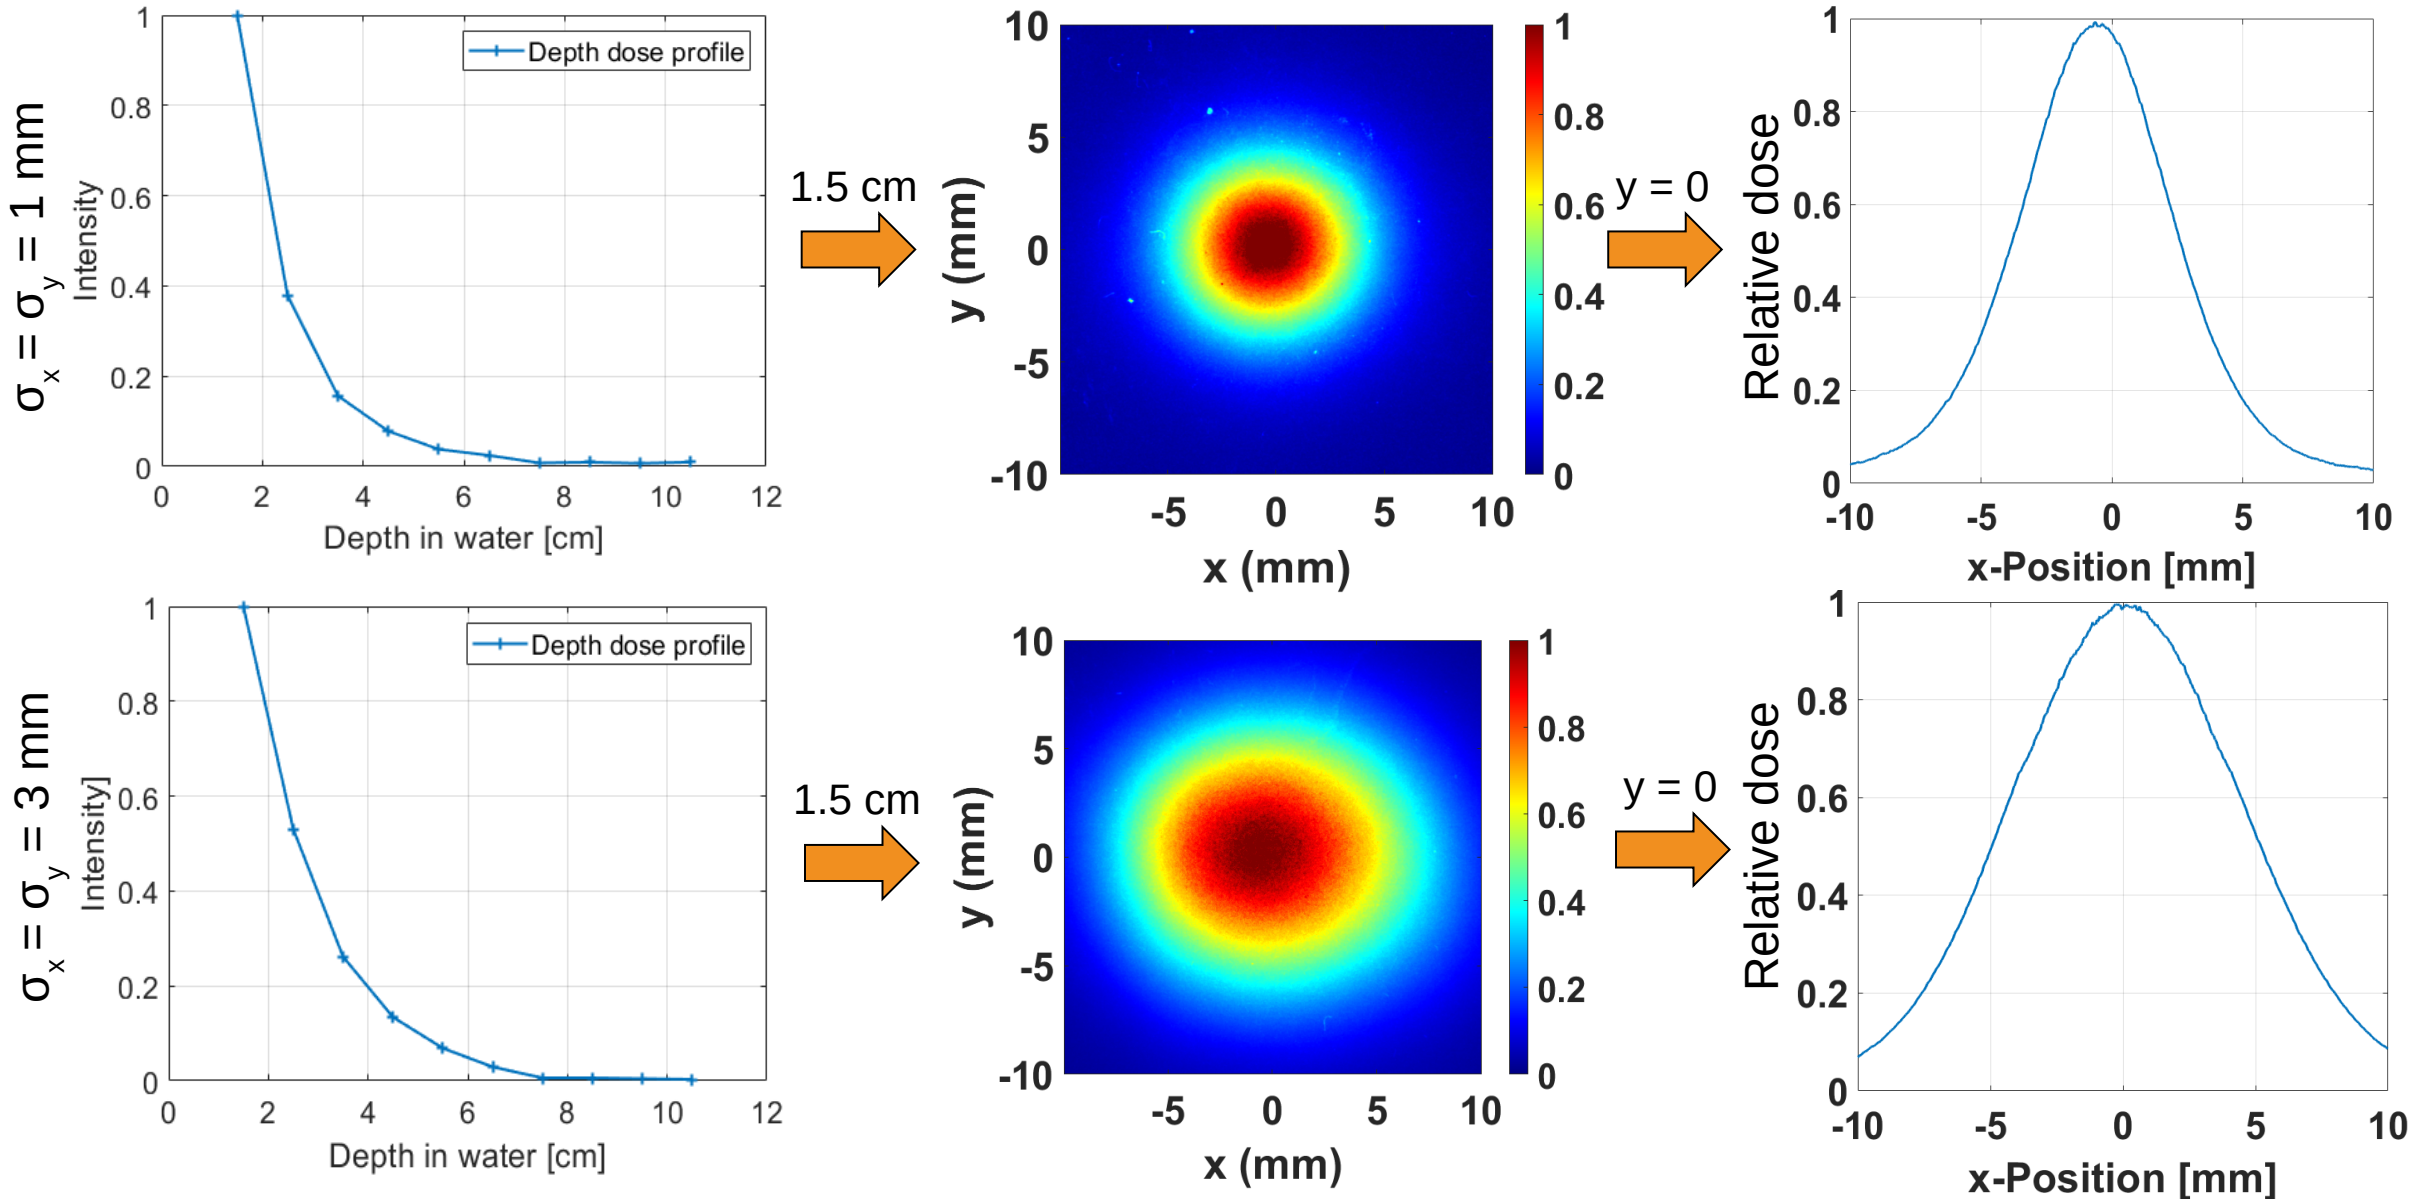 σx = σy = 1 mm
Intensity
1
0.8
0.6
0.4
0.2
0
0 2 4 6 8 10 12
Depth in water [cm]
Depth dose profile
1.5 cm
y (mm)
10
5
0
-5
-10
-5 0 5 10
x (mm)
1
0.8
0.6
0.4
0.2
0
y = 0
Relative dose
1
0.8
0.6
0.4
0.2
0
-10 -5 0 5 10
x-Position [mm]
σx = σy = 3 mm
Intensity]
1
0.8
0.6
0.4
0.2
0
0 2 4 6 8 10 12
Depth in water [cm]
Depth dose profile
1.5 cm
y (mm)
10
5
0
-5
-10
-5 0 5 10
x (mm)
1
0.8
0.6
0.4
0.2
0
y = 0
Relative dose
1
0.8
0.6
0.4
0.2
0
-10 -5 0 5 10
x-Position [mm]